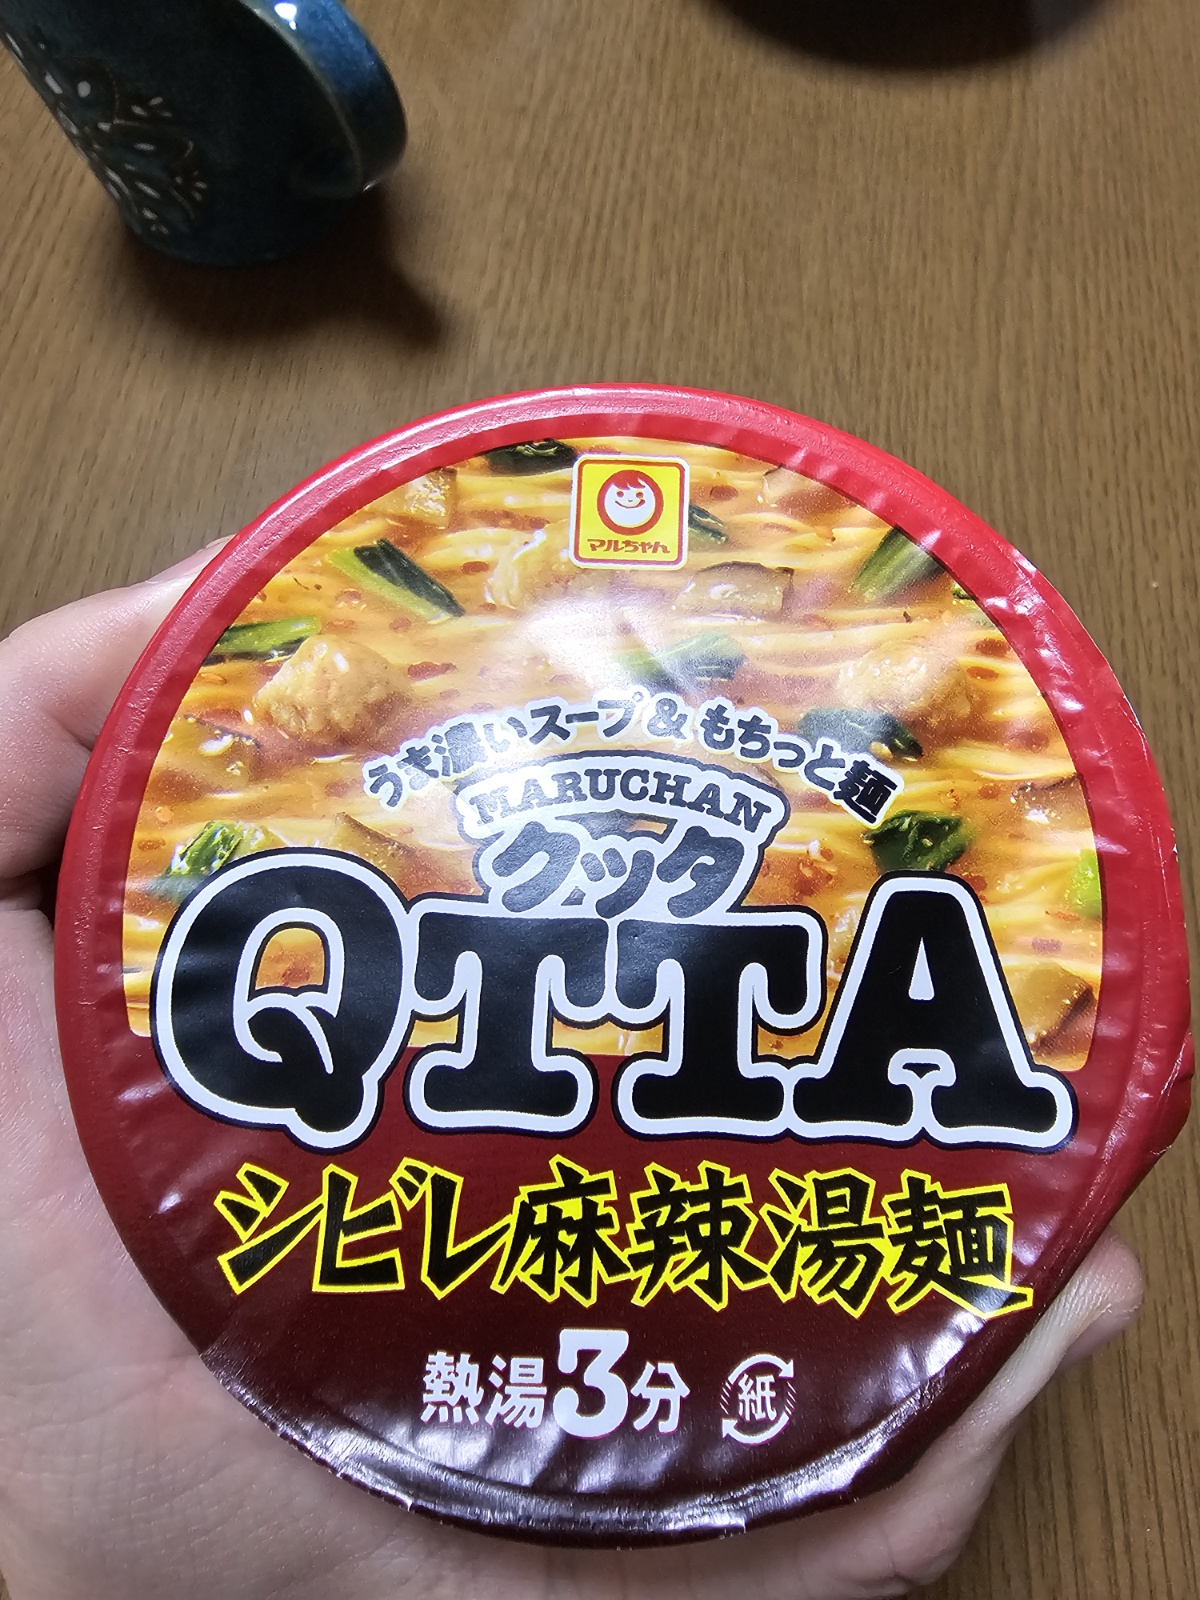 マルちゃん
うま濃いスープ & もちっと麺
MARUCHAN
クッタ
QTTA
シビレ麻辣湯麺
熱湯3分
紙